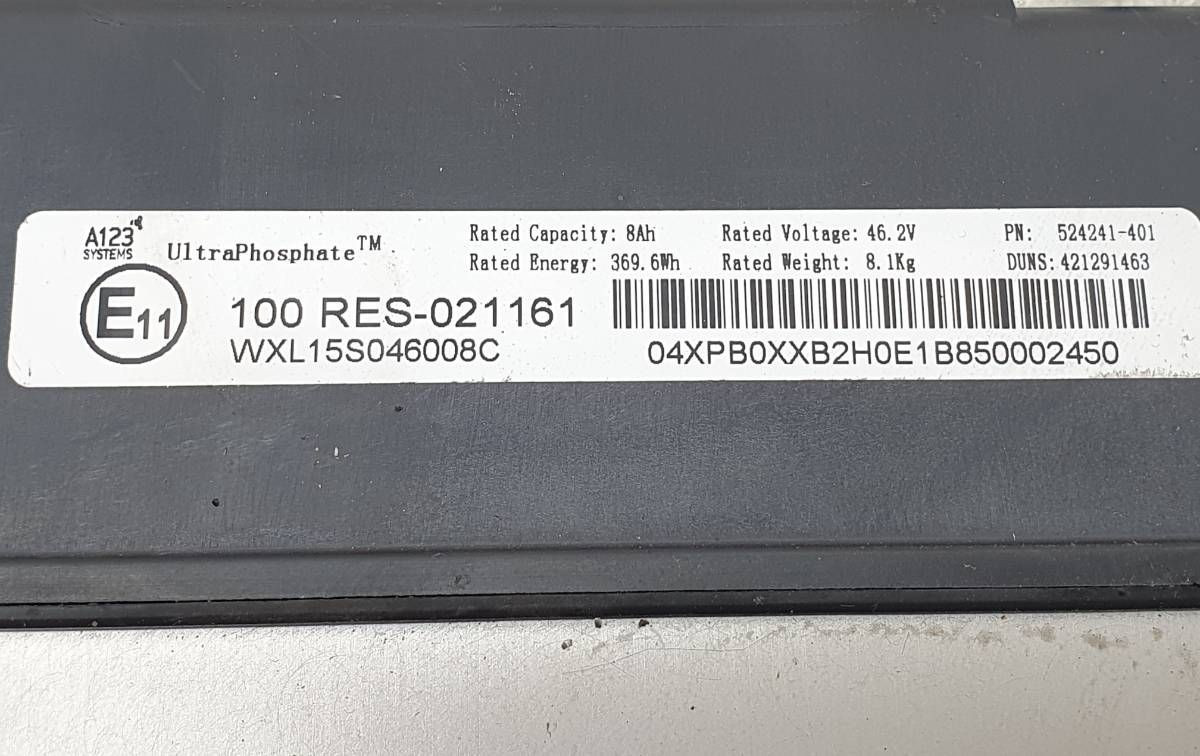 A123
SYSTEMS
UltraPhosphate™
Rated Capacity: 8Ah
Rated Voltage: 46.2V
PN: 524241-401
Rated Energy: 369.6Wh
Rated Weight: 8.1Kg
DUNS: 421291463
E11
100 RES-021161
WXL15S046008C
04XPB0XXB2H0E1B850002450